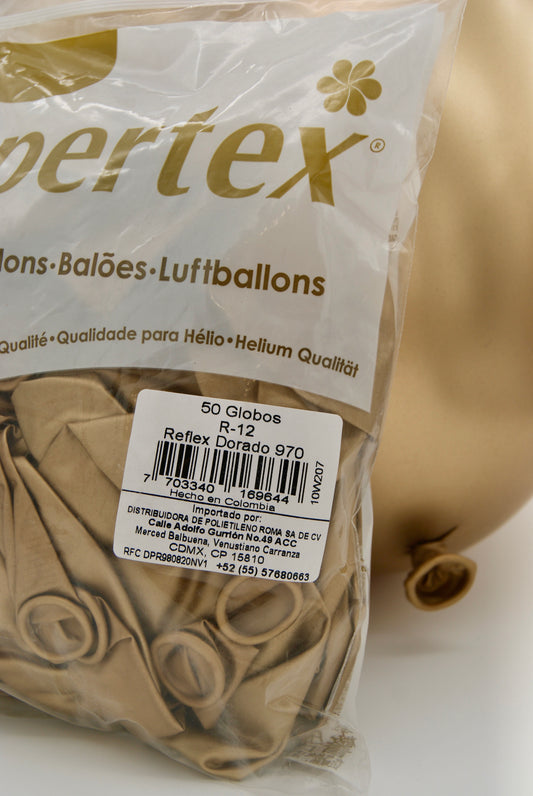 pertex®
lons·Balões·Luftballons
Qualité·Qualidade para Hélio·Helium Qualität
50 Globos
R-12
Reflex Dorado 970
7 703340 169644
10W207
Hecho en Colombia
Importado por:
DISTRIBUIDORA DE POLIETILENO ROMA SA DE CV
Calle Adolfo Gurrión No.49 ACC
Merced Balbuena, Venustiano Carranza
CDMX, CP 15810
RFC DPR980820NV1 +52 (55) 57680663